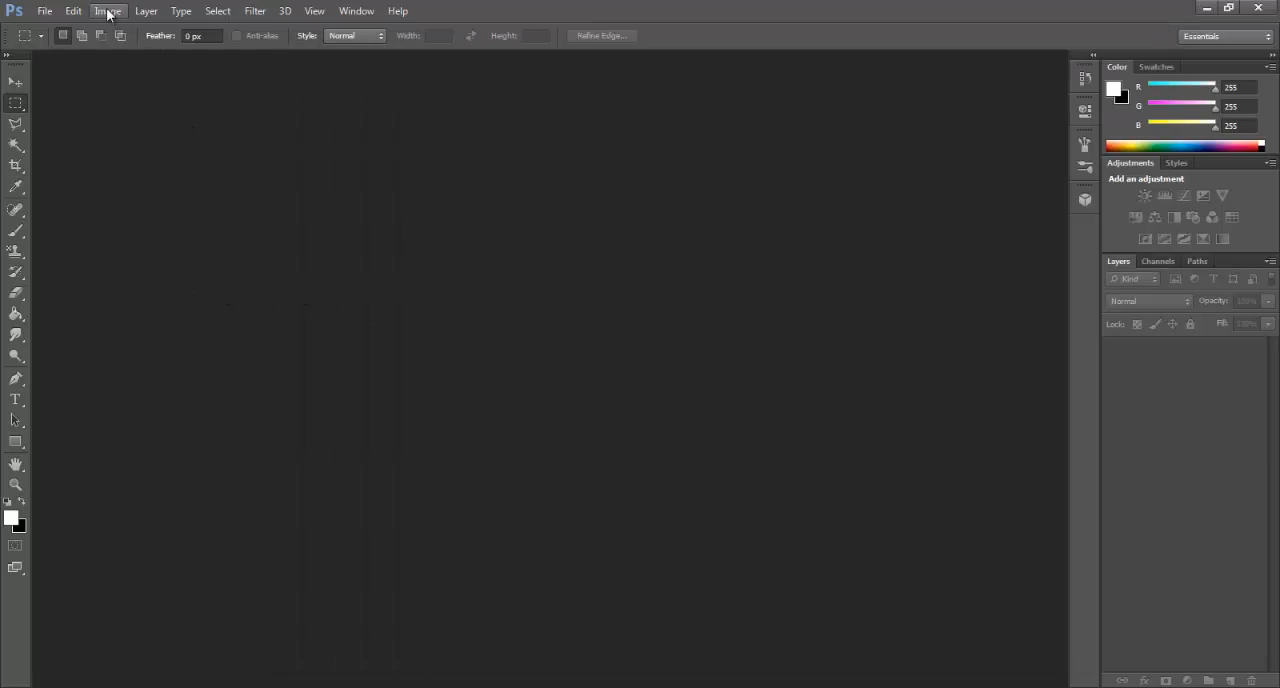 Ps File Edit Image Layer Type Select Filter 3D View Window Help
Feather: 0 px Anti-alias Style: Normal Width: Height: Refine Edge... Essentials
Color Swatches
R 255
G 255
B 255
Adjustments Styles
Add an adjustment
Layers Channels Paths
Kind
Normal Opacity: 100%
Lock: Fill: 100%